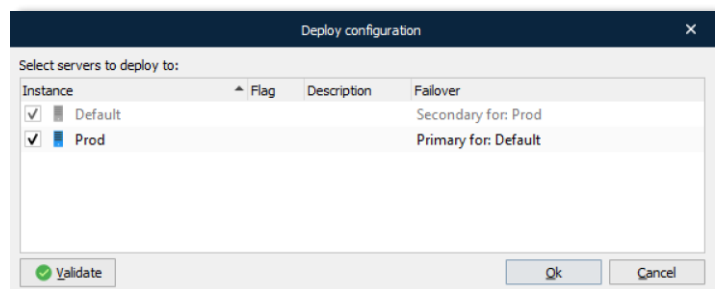 Deploy configuration
Select servers to deploy to:
Instance Flag Description Failover
Default Secondary for: Prod
Prod Primary for: Default
Validate Ok Cancel